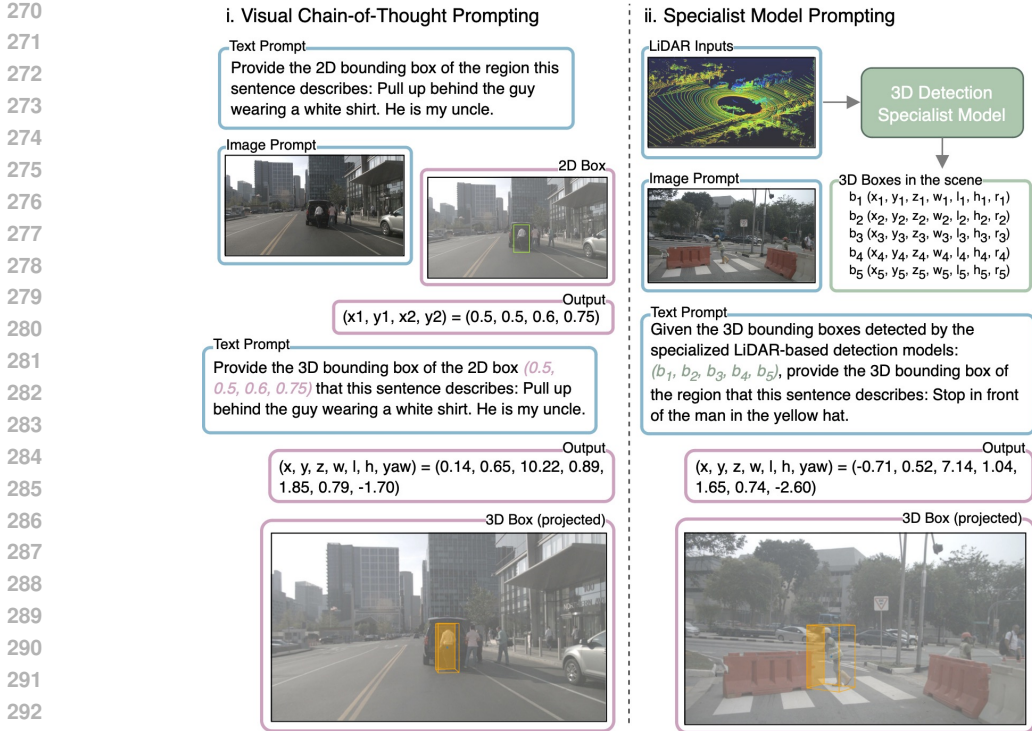 270
271
272
273
274
275
276
277
278
279
280
281
282
283
284
285
286
287
288
289
290
291
292
i. Visual Chain-of-Thought Prompting
Text Prompt
Provide the 2D bounding box of the region this
sentence describes: Pull up behind the guy
wearing a white shirt. He is my uncle.
Image Prompt
2D Box
Output
(x1, y1, x2, y2) = (0.5, 0.5, 0.6, 0.75)
Text Prompt
Provide the 3D bounding box of the 2D box (0.5,
0.5, 0.6, 0.75) that this sentence describes: Pull up
behind the guy wearing a white shirt. He is my uncle.
Output
(x, y, z, w, l, h, yaw) = (0.14, 0.65, 10.22, 0.89,
1.85, 0.79, -1.70)
3D Box (projected)
ii. Specialist Model Prompting
LiDAR Inputs
3D Detection
Specialist Model
Image Prompt
3D Boxes in the scene
b₁ (x₁, y₁, z₁, w₁, l₁, h₁, r₁)
b₂ (x₂, y₂, z₂, w₂, l₂, h₂, r₂)
b₃ (x₃, y₃, z₃, w₃, l₃, h₃, r₃)
b₄ (x₄, y₄, z₄, w₄, l₄, h₄, r₄)
b₅ (x₅, y₅, z₅, w₅, l₅, h₅, r₅)
Text Prompt
Given the 3D bounding boxes detected by the
specialized LiDAR-based detection models:
(b₁, b₂, b₃, b₄, b₅), provide the 3D bounding box of
the region that this sentence describes: Stop in front
of the man in the yellow hat.
Output
(x, y, z, w, l, h, yaw) = (-0.71, 0.52, 7.14, 1.04,
1.65, 0.74, -2.60)
3D Box (projected)